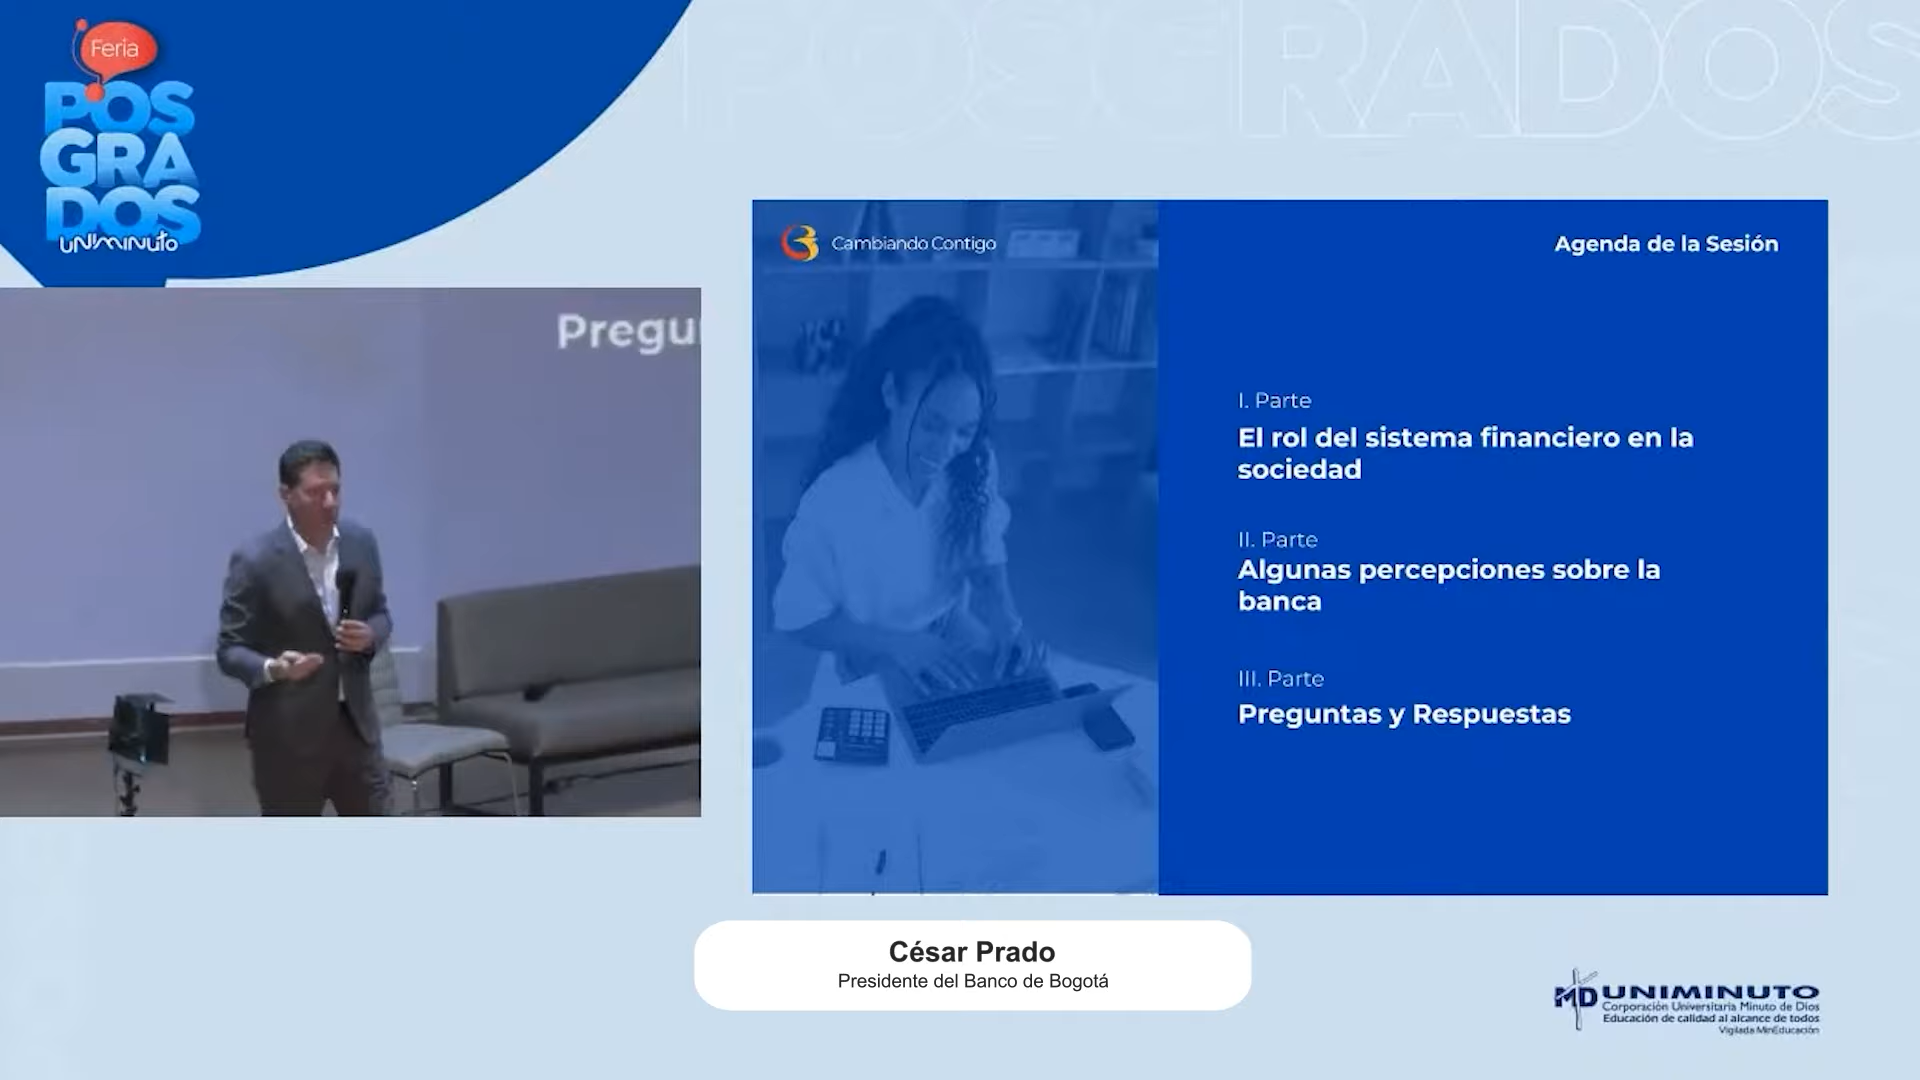 Feria
POS
GRA
DOS
UNIMINUTO
POSGRADOS
Pregu
Cambiando Contigo
Agenda de la Sesión
I. Parte
El rol del sistema financiero en la
sociedad
II. Parte
Algunas percepciones sobre la
banca
III. Parte
Preguntas y Respuestas
César Prado
Presidente del Banco de Bogotá
MD UNIMINUTO
Corporación Universitaria Minuto de Dios
Educación de calidad al alcance de todos
Vigilada MinEducación